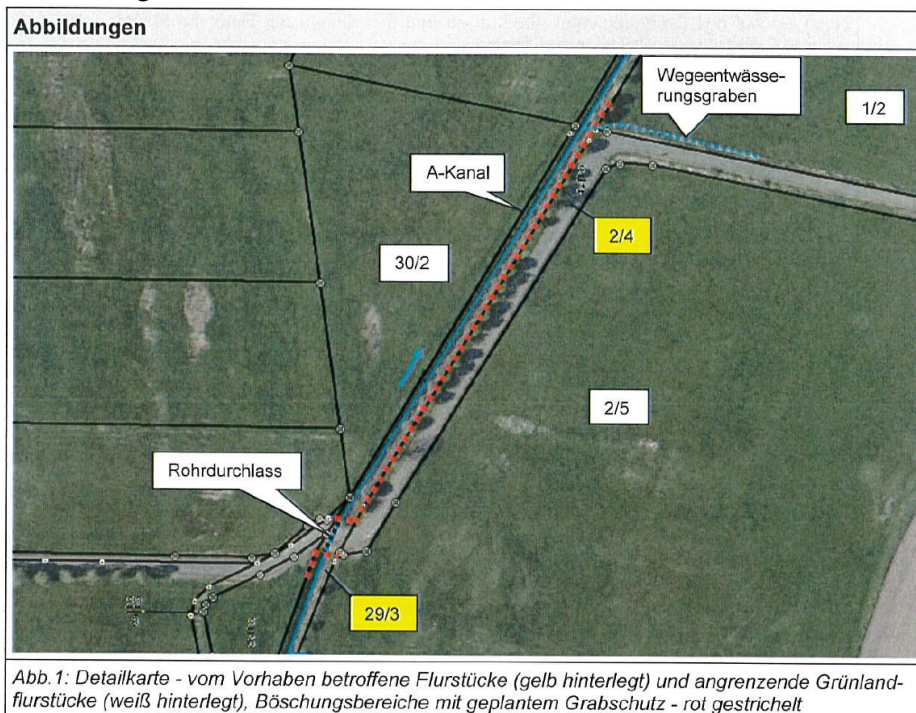 Abbildungen
Wegeentwässe-
rungsgraben
1/2
A-Kanal
2/4
30/2
2/5
Rohrdurchlass
29/3
Abb.1: Detailkarte - vom Vorhaben betroffene Flurstücke (gelb hinterlegt) und angrenzende Grünland-
flurstücke (weiß hinterlegt), Böschungsbereiche mit geplantem Grabschutz - rot gestrichelt